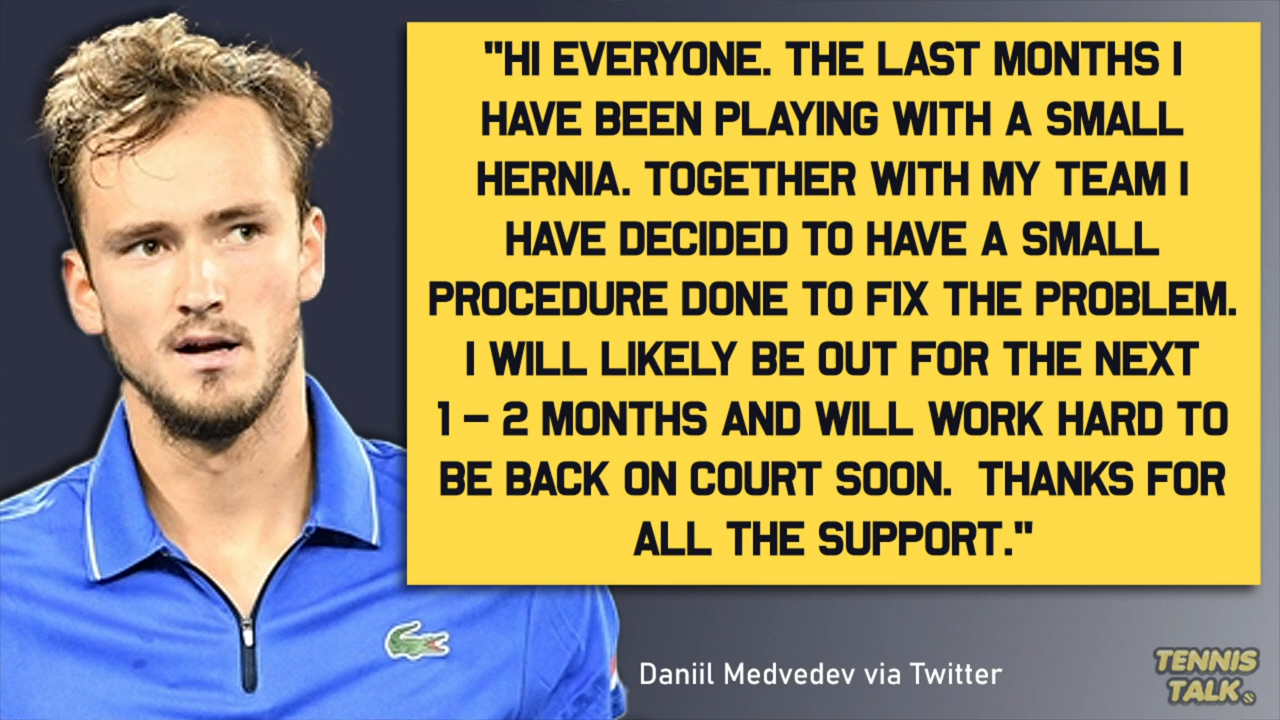 "HI EVERYONE. THE LAST MONTHS I
HAVE BEEN PLAYING WITH A SMALL
HERNIA. TOGETHER WITH MY TEAM I
HAVE DECIDED TO HAVE A SMALL
PROCEDURE DONE TO FIX THE PROBLEM.
I WILL LIKELY BE OUT FOR THE NEXT
1 – 2 MONTHS AND WILL WORK HARD TO
BE BACK ON COURT SOON. THANKS FOR
ALL THE SUPPORT."
Daniil Medvedev via Twitter
TENNIS
TALK